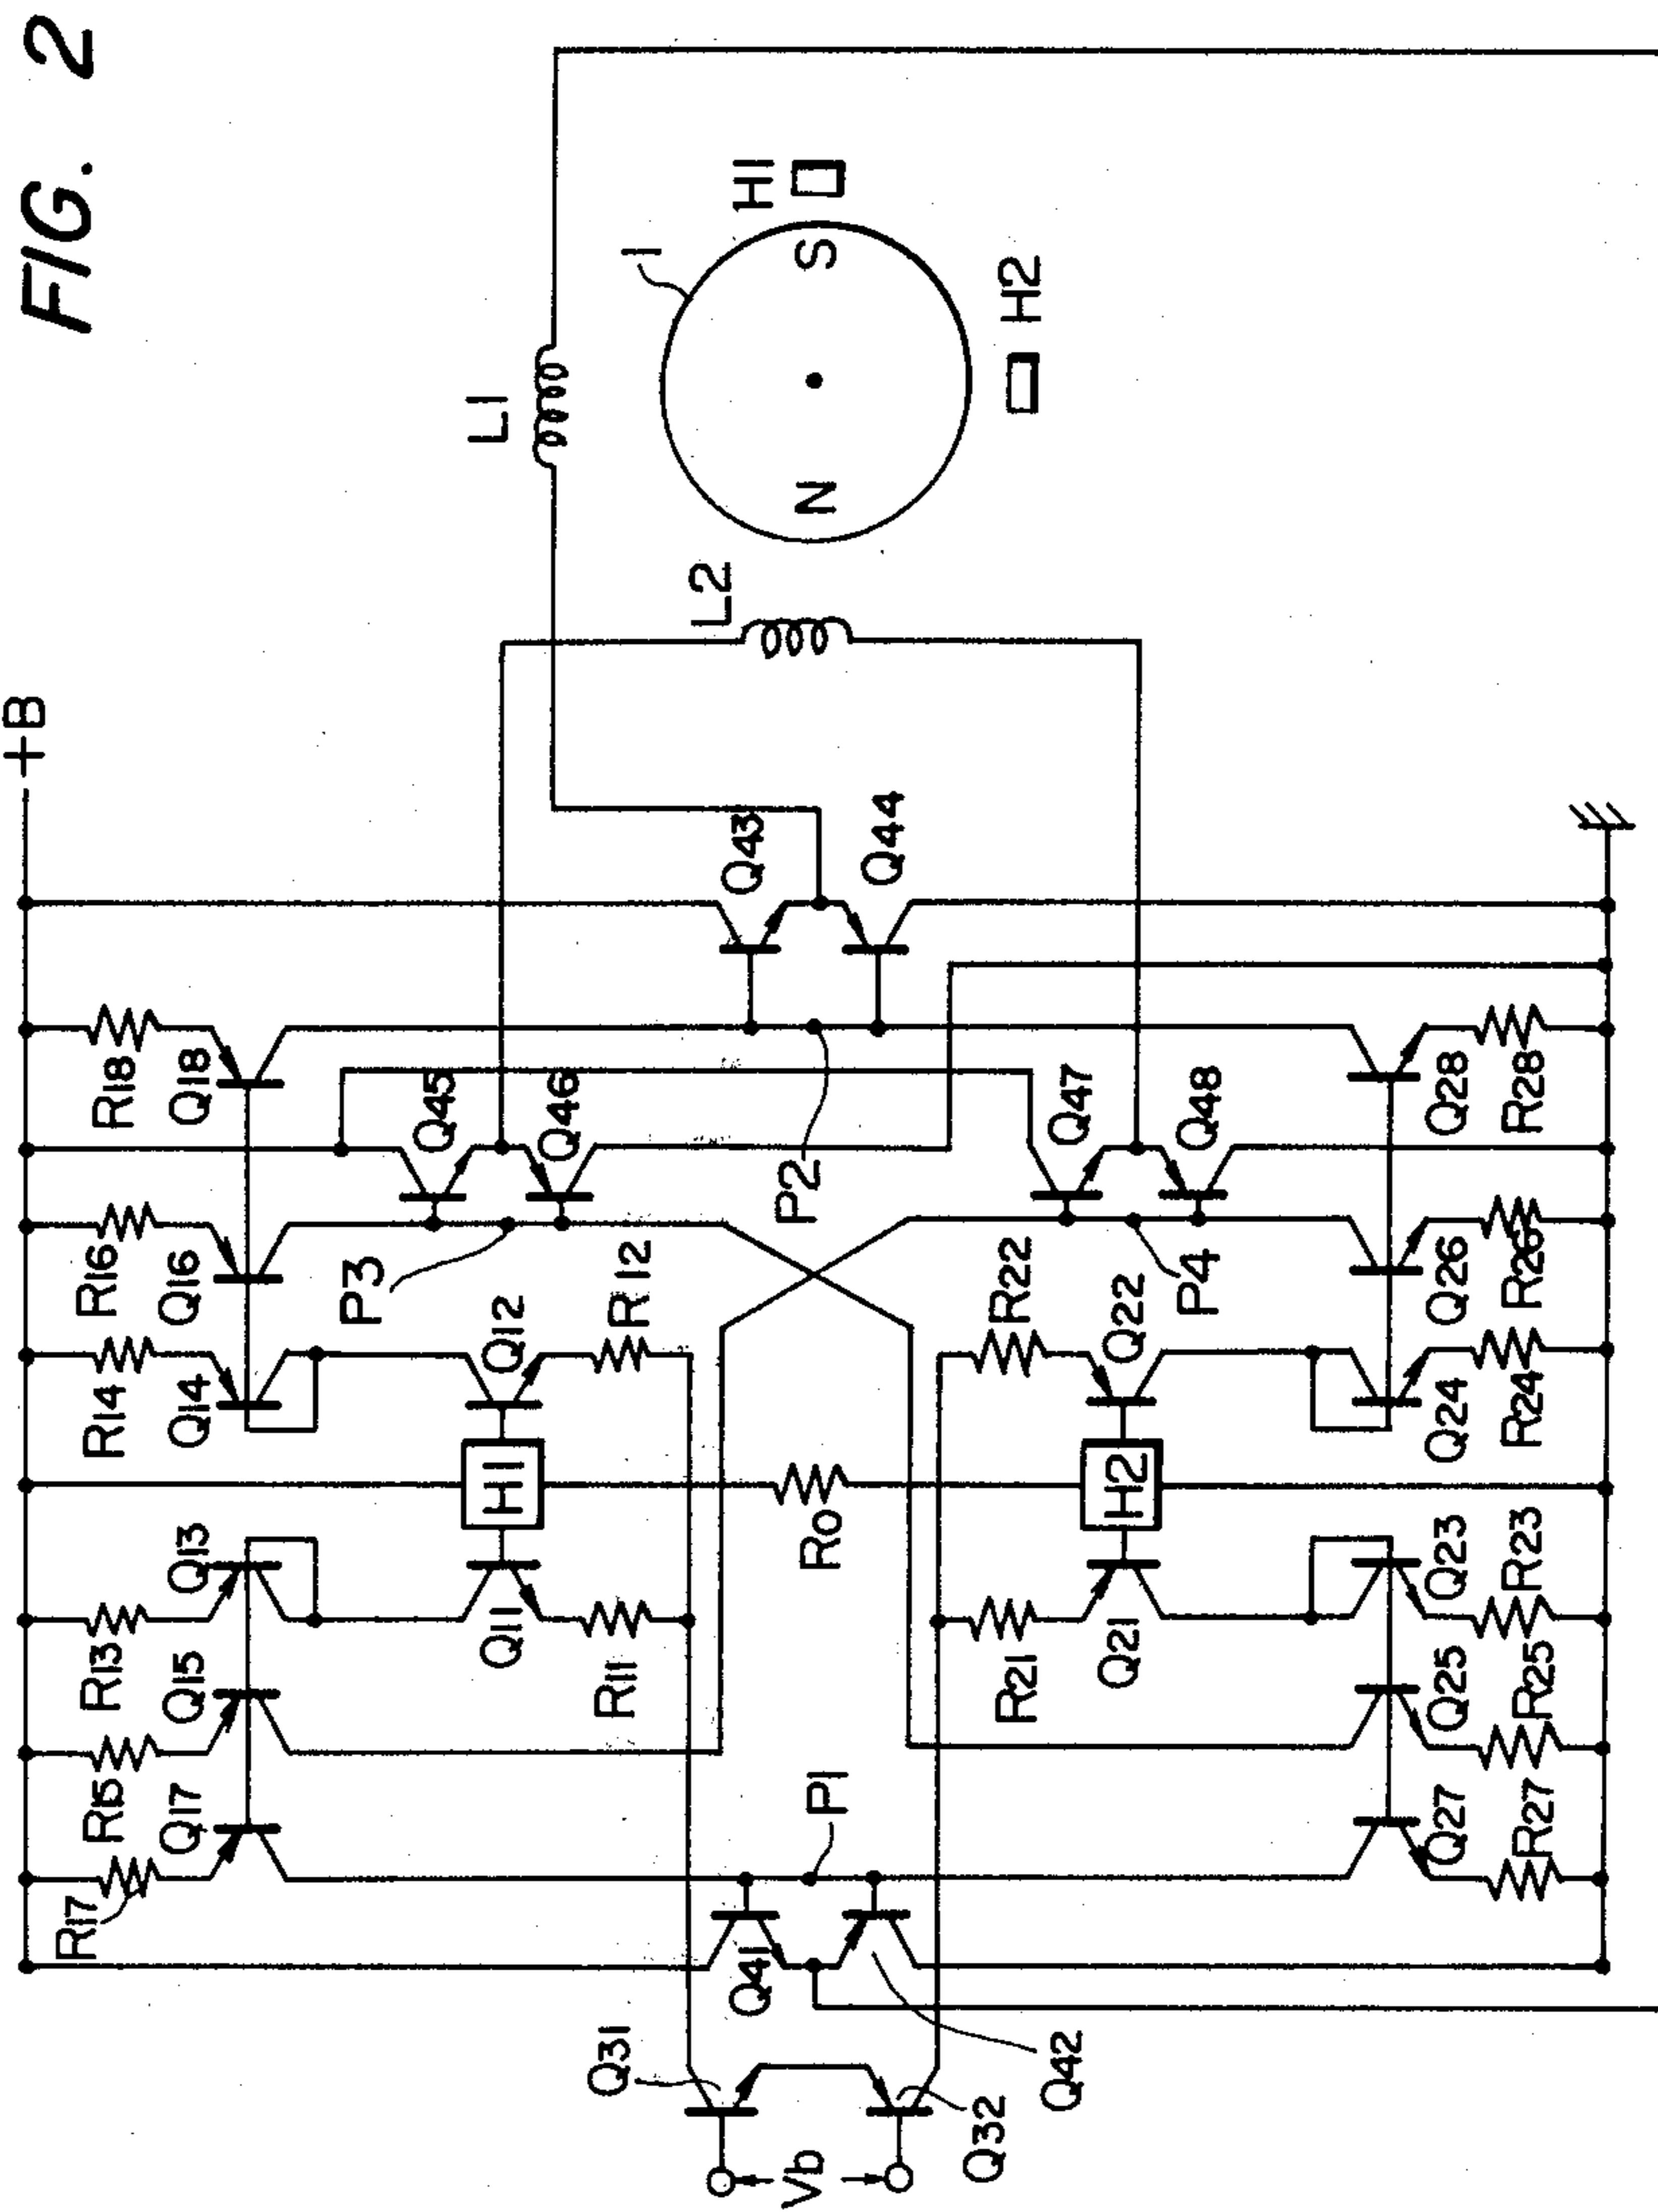 FIG. 2
+B
R18
Q18
R16
Q16
R14
Q14
Q13
R13
Q15
R15
Q17
R17
Q45
Q46
P3
Q12
R12
H1
Q11
R11
L1
L2
1
N
S
H1
H2
Q43
Q44
P2
Ro
P1
Q41
Q42
Q31
Q32
Vb
Q47
Q48
P4
R22
Q22
H2
Q21
R21
Q28
R28
Q26
R26
Q24
R24
Q23
R23
Q25
R25
Q27
R27